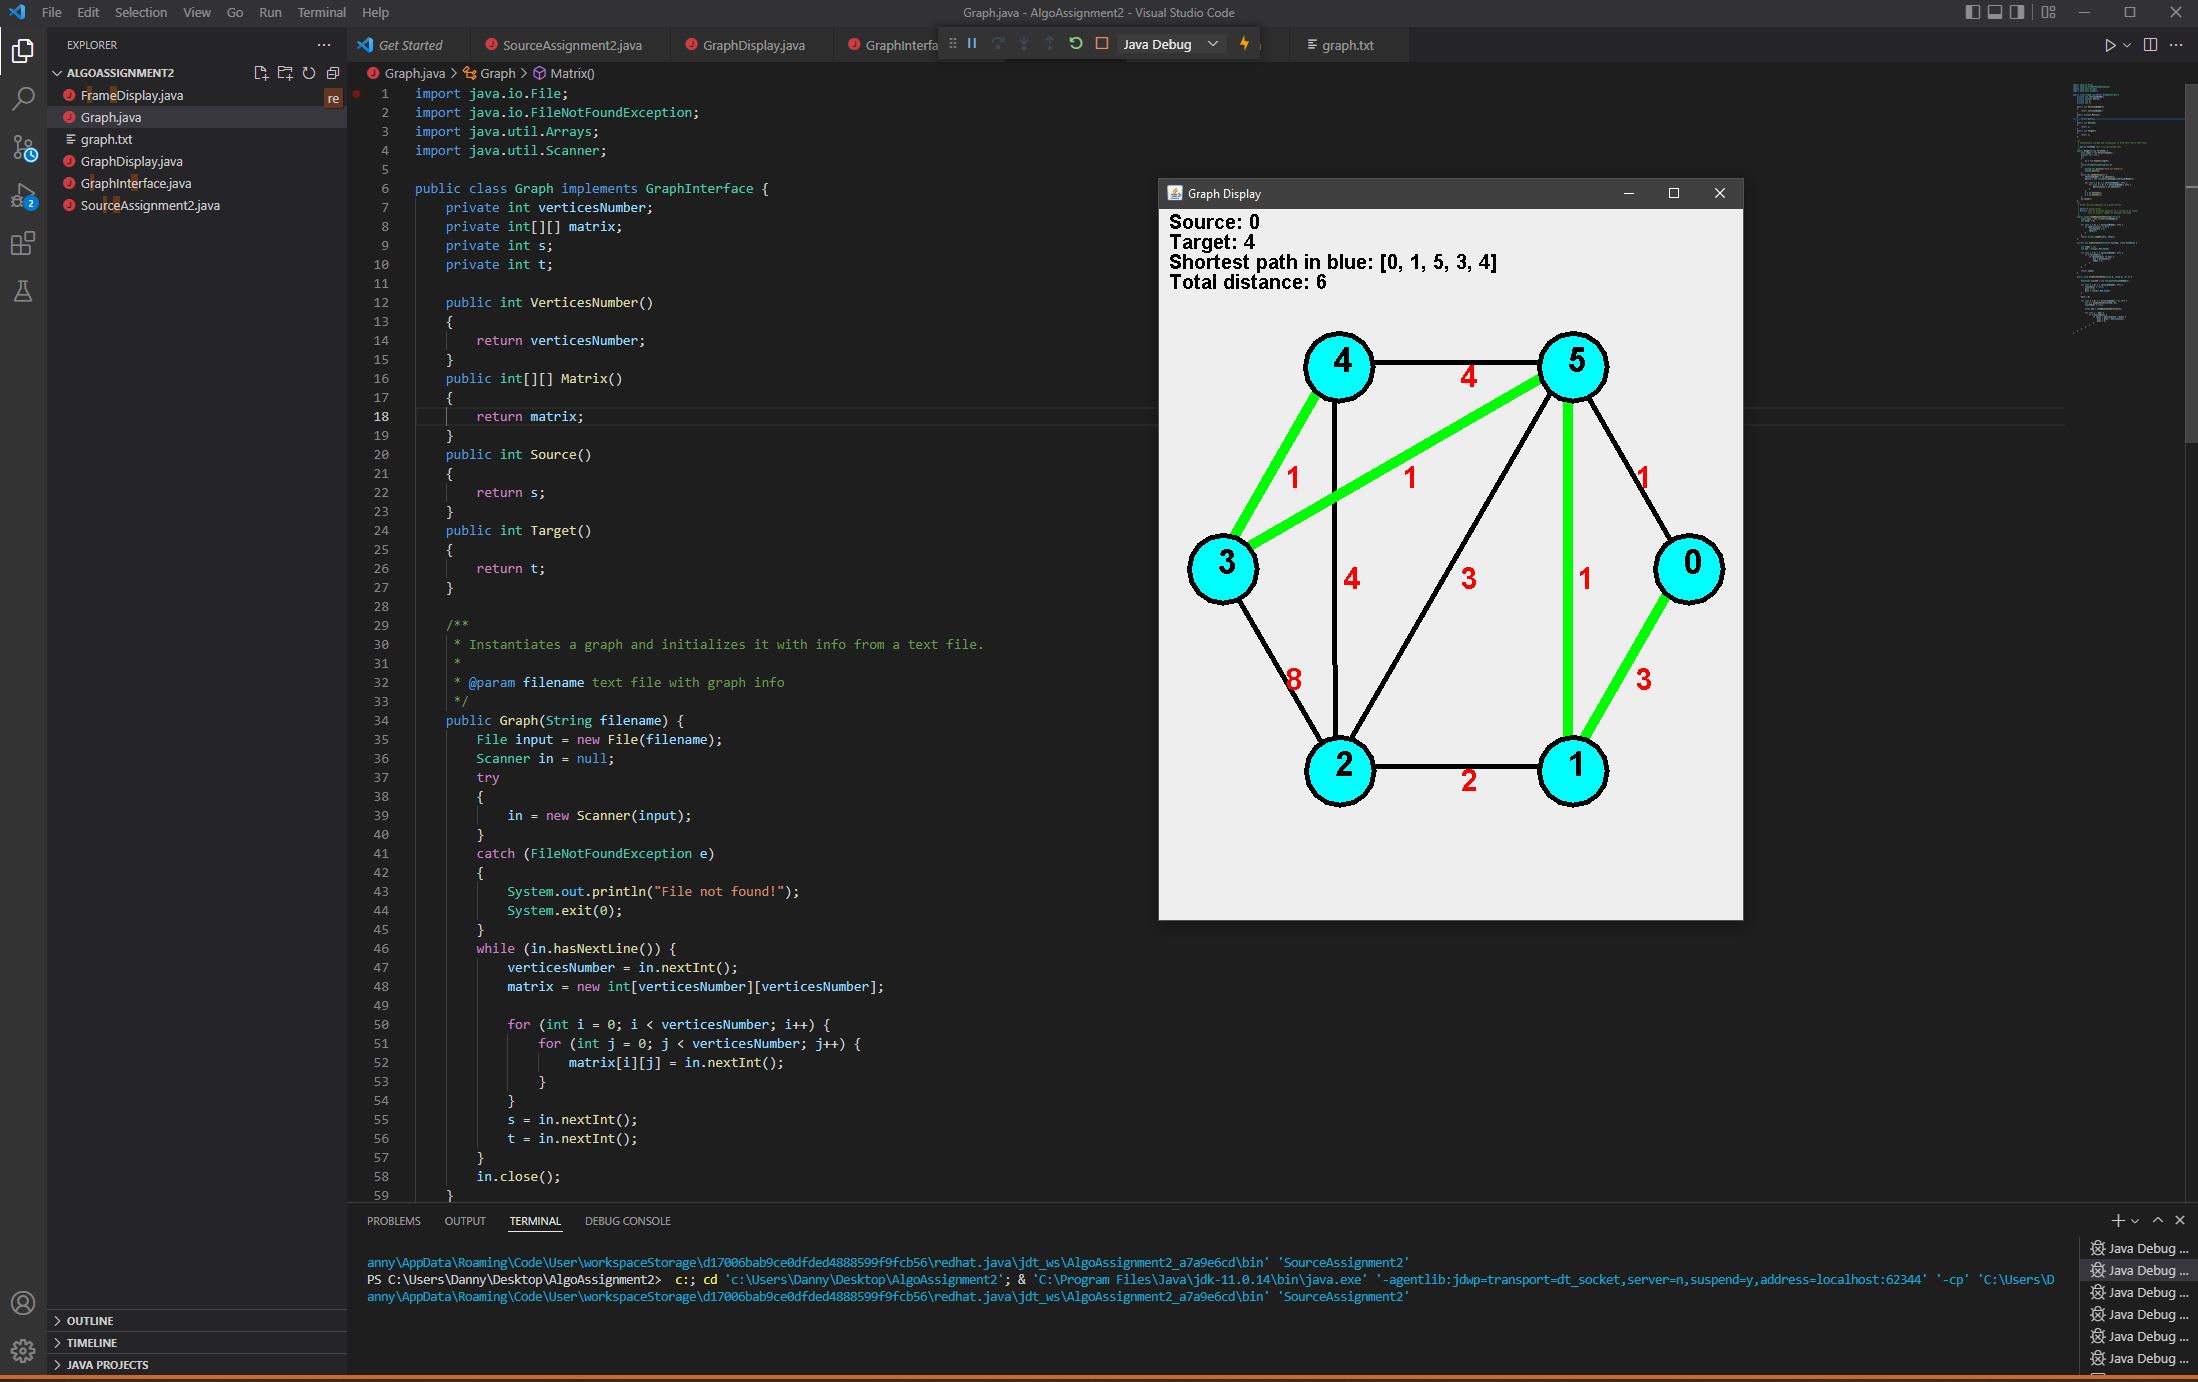 File Edit Selection View Go Run Terminal Help
Graph.java - AlgoAssignment2 - Visual Studio Code
EXPLORER
ALGOASSIGNMENT2
FrameDisplay.java
re
Graph.java
graph.txt
GraphDisplay.java
GraphInterface.java
SourceAssignment2.java
2
OUTLINE
TIMELINE
JAVA PROJECTS
Get Started SourceAssignment2.java GraphDisplay.java GraphInterfa Java Debug graph.txt
Graph.java > Graph > Matrix()
1 import java.io.File;
2 import java.io.FileNotFoundException;
3 import java.util.Arrays;
4 import java.util.Scanner;
5
6 public class Graph implements GraphInterface {
7 private int verticesNumber;
8 private int[][] matrix;
9 private int s;
10 private int t;
11
12 public int VerticesNumber()
13 {
14 return verticesNumber;
15 }
16 public int[][] Matrix()
17 {
18 return matrix;
19 }
20 public int Source()
21 {
22 return s;
23 }
24 public int Target()
25 {
26 return t;
27 }
28
29 /**
30 * Instantiates a graph and initializes it with info from a text file.
31 *
32 * @param filename text file with graph info
33 */
34 public Graph(String filename) {
35 File input = new File(filename);
36 Scanner in = null;
37 try
38 {
39 in = new Scanner(input);
40 }
41 catch (FileNotFoundException e)
42 {
43 System.out.println("File not found!");
44 System.exit(0);
45 }
46 while (in.hasNextLine()) {
47 verticesNumber = in.nextInt();
48 matrix = new int[verticesNumber][verticesNumber];
49
50 for (int i = 0; i < verticesNumber; i++) {
51 for (int j = 0; j < verticesNumber; j++) {
52 matrix[i][j] = in.nextInt();
53 }
54 }
55 s = in.nextInt();
56 t = in.nextInt();
57 }
58 in.close();
59 }
Graph Display
Source: 0
Target: 4
Shortest path in blue: [0, 1, 5, 3, 4]
Total distance: 6
4 5
4
1 1 1
3 0
4 3 1
8 3
2 1
2
PROBLEMS OUTPUT TERMINAL DEBUG CONSOLE
anny\AppData\Roaming\Code\User\workspaceStorage\d17006bab9ce0dfded4888599f9fcb56\redhat.java\jdt_ws\AlgoAssignment2_a7a9e6cd\bin' 'SourceAssignment2'
PS C:\Users\Danny\Desktop\AlgoAssignment2> c:; cd 'c:\Users\Danny\Desktop\AlgoAssignment2'; & 'C:\Program Files\Java\jdk-11.0.14\bin\java.exe' '-agentlib:jdwp=transport=dt_socket,server=n,suspend=y,address=localhost:62344' '-cp' 'C:\Users\D
anny\AppData\Roaming\Code\User\workspaceStorage\d17006bab9ce0dfded4888599f9fcb56\redhat.java\jdt_ws\AlgoAssignment2_a7a9e6cd\bin' 'SourceAssignment2'
Java Debug ...
Java Debug ...
Java Debug ...
Java Debug ...
Java Debug ...
Java Debug ...